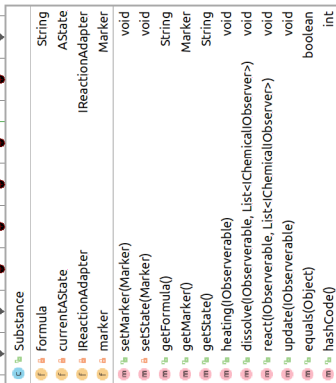 Substance
formula String
currentAState AState
IReactionAdapter IReactionAdapter
marker Marker
setMarker(Marker) void
setState(Marker) void
getFormula() String
getMarker() Marker
getState() String
heating(IObservable) void
dissolve(IObservable, List<IChemicalObserver>) void
react(IObservable, List<IChemicalObserver>) void
update(IObservable) void
equals(Object) boolean
hashCode() int